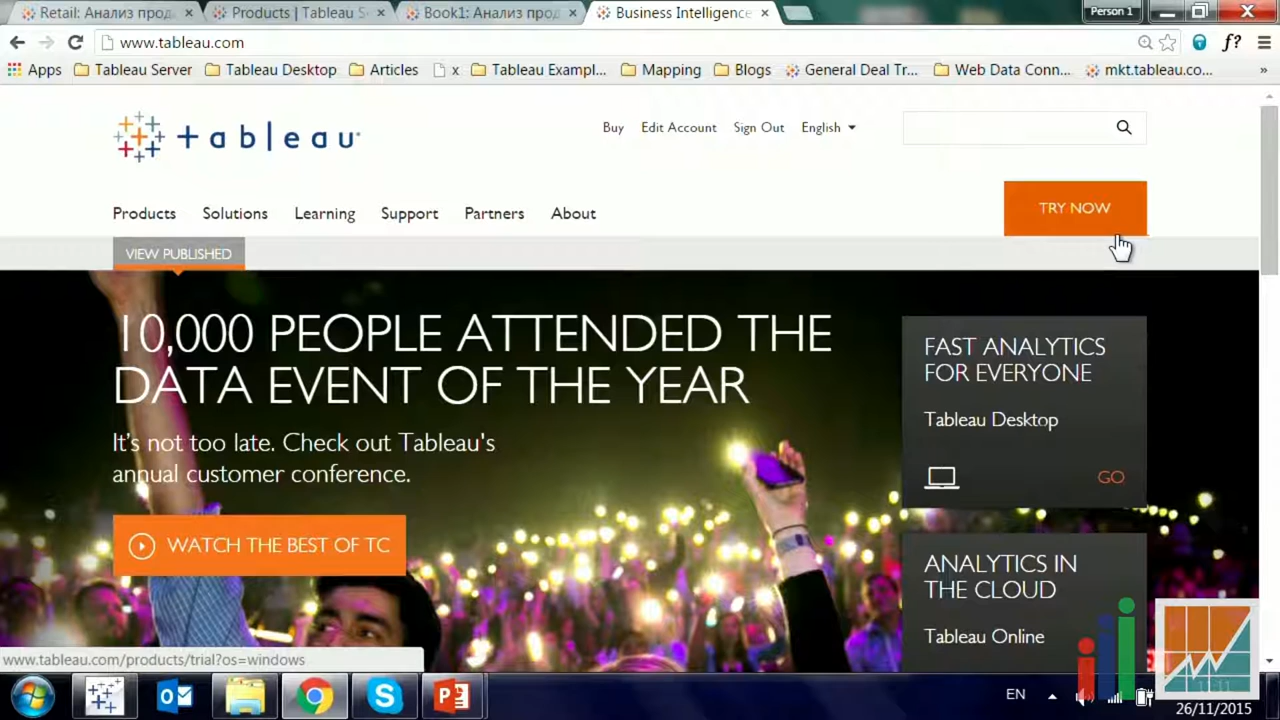 Retail: Анализ прод
Products | Tableau S
Book1: Анализ прод
Business Intelligence
Person 1
www.tableau.com
f?
Apps
Tableau Server
Tableau Desktop
Articles
x
Tableau Exampl...
Mapping
Blogs
General Deal Tr...
Web Data Conn...
mkt.tableau.co...
»
+ a b | e a u
Buy
Edit Account
Sign Out
English
Products
Solutions
Learning
Support
Partners
About
TRY NOW
VIEW PUBLISHED
10,000 PEOPLE ATTENDED THE
DATA EVENT OF THE YEAR
It's not too late. Check out Tableau's
annual customer conference.
WATCH THE BEST OF TC
FAST ANALYTICS
FOR EVERYONE
Tableau Desktop
GO
ANALYTICS IN
THE CLOUD
Tableau Online
www.tableau.com/products/trial?os=windows
EN
11:11
26/11/2015